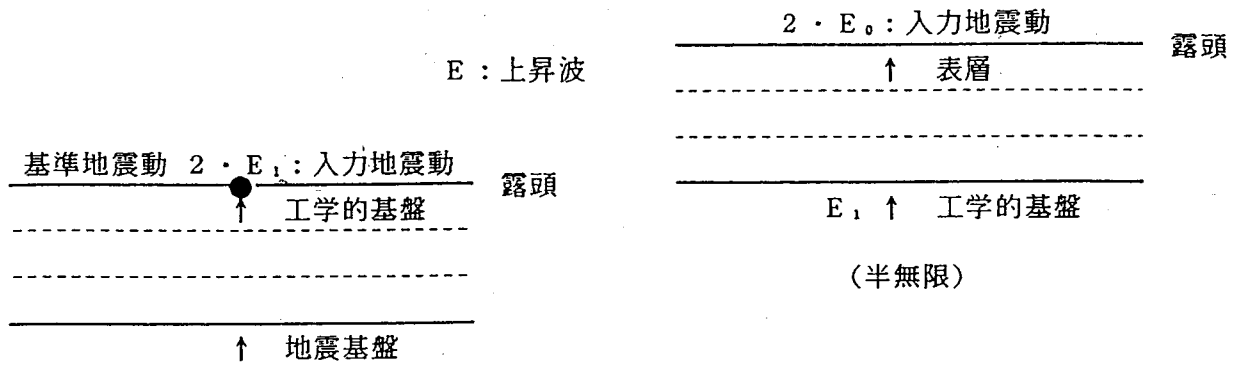 E：上昇波
基準地震動 2・E₁：入力地震動
露頭
↑ 工学的基盤
↑ 地震基盤
2・E₀：入力地震動
露頭
↑ 表層
E₁ ↑ 工学的基盤
（半無限）